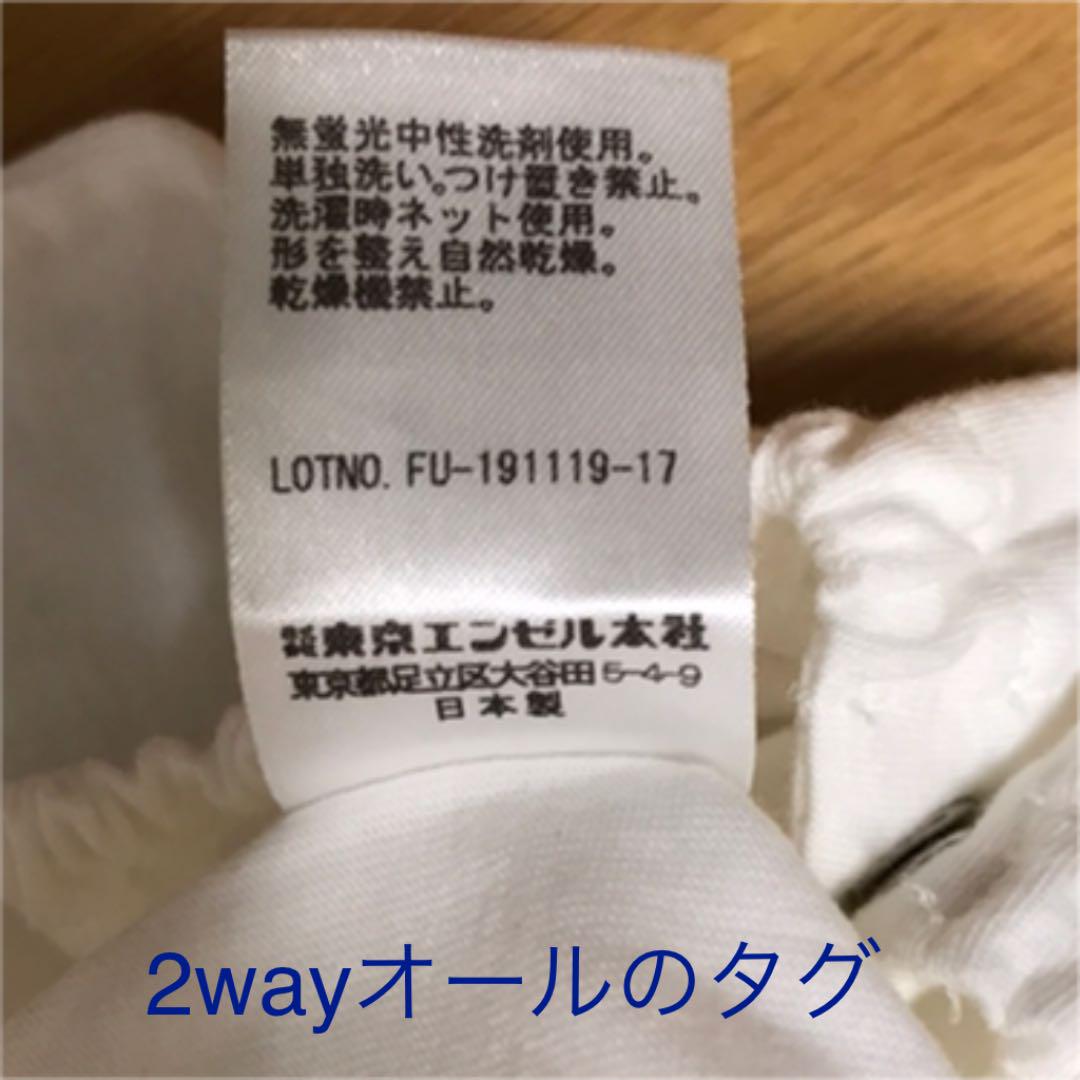 無蛍光中性洗剤使用。
単独洗い。つけ置き禁止。
洗濯時ネット使用。
形を整え自然乾燥。
乾燥機禁止。
LOTNO. FU-191119-17
株式会社東京エンゼル本社
東京都足立区大谷田5-4-9
日本製
2wayオールのタグ